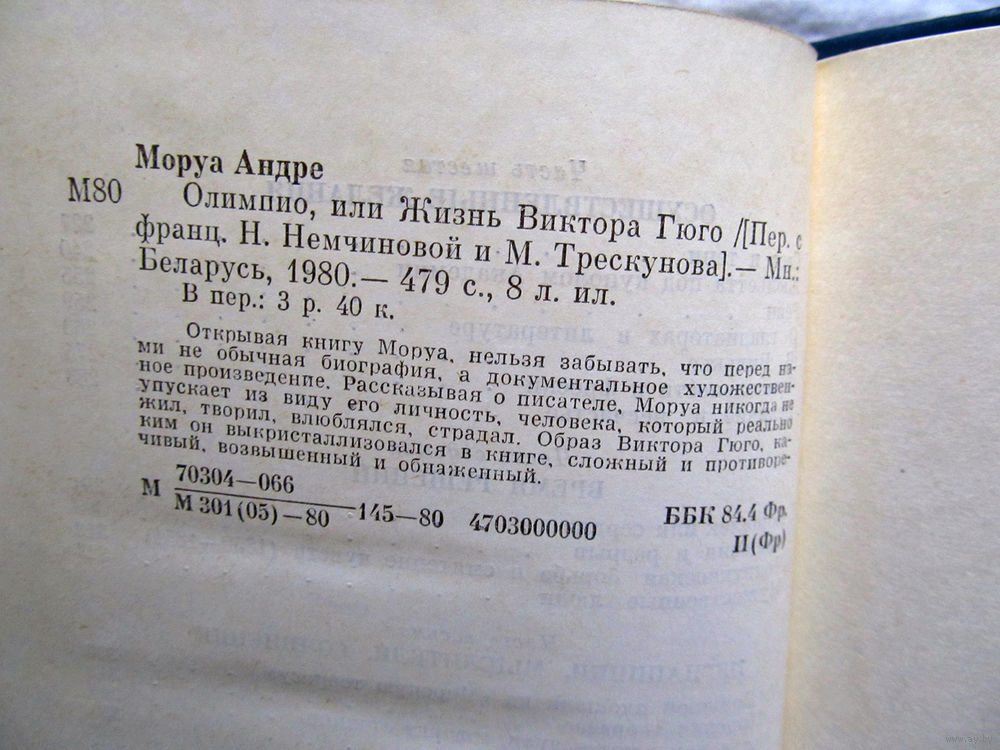 Моруа Андре
М80 Олимпио, или Жизнь Виктора Гюго /[Пер. с
франц. Н. Немчиновой и М. Трескунова].— Мн.:
Беларусь, 1980.— 479 с., 8 л. ил.
В пер.: 3 р. 40 к.
Открывая книгу Моруа, нельзя забывать, что перед на-
ми не обычная биография, а документальное художествен-
ное произведение. Рассказывая о писателе, Моруа никогда не
упускает из виду его личность, человека, который реально
жил, творил, влюблялся, страдал. Образ Виктора Гюго, ка-
ким он выкристаллизовался в книге, сложный и противоре-
чивый, возвышенный и обнаженный.
М 70304—066
М 301(05)—80 145—80 4703000000 ББК 84.4 Фр.
И(Фр)